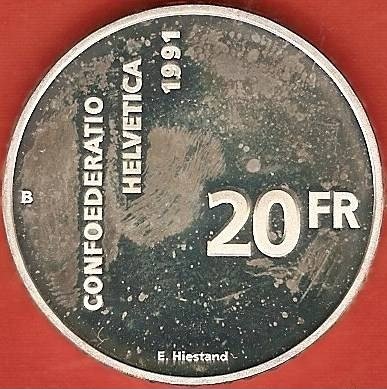 CONFOEDERATIO
HELVETICA
1991
B
20 FR
E. Hiestand